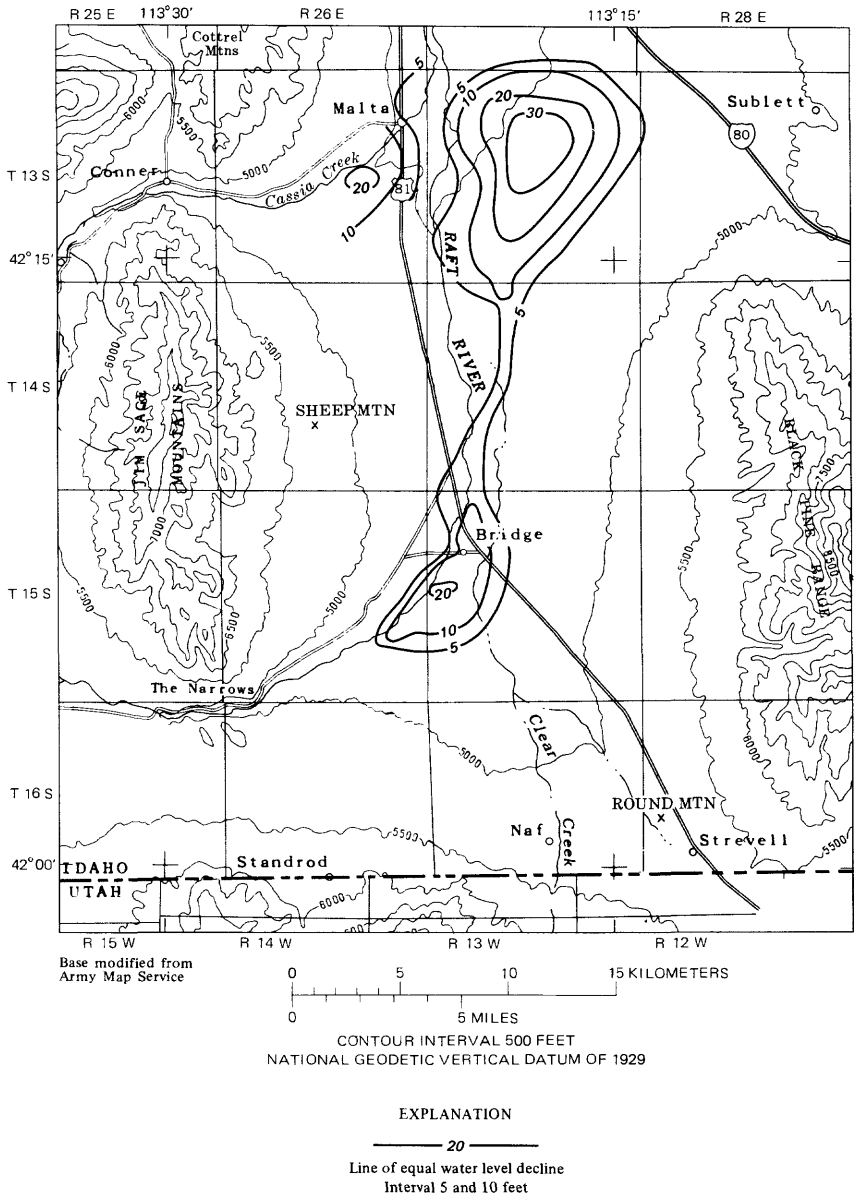 R 25 E 113°30' R 26 E 113°15' R 28 E
Cottrel
Mtns
5
6000
5500
5
10
20
30
Malta
Sublett
80
Conner
5000
T 13 S
Cassia Creek
20
81
10
RAFT
5000
42°15'
5500
6000
5
RIVER
T 14 S
JIM SAGE
MOUNTAINS
SHEEP MTN
x
BLACK
PINE
RANGE
7500
8500
7000
Bridge
5500
5000
5500
T 15 S
20
6500
10
5
The Narrows
Clear
5000
6000
T 16 S
ROUND MTN
x
5500
Naf
Creek
Strevell
5500
42°00'
IDAHO
Standrod
UTAH
6000
R 15 W R 14 W R 13 W R 12 W
Base modified from
Army Map Service
0 5 10 15 KILOMETERS
0 5 MILES
CONTOUR INTERVAL 500 FEET
NATIONAL GEODETIC VERTICAL DATUM OF 1929
EXPLANATION
20
Line of equal water level decline
Interval 5 and 10 feet